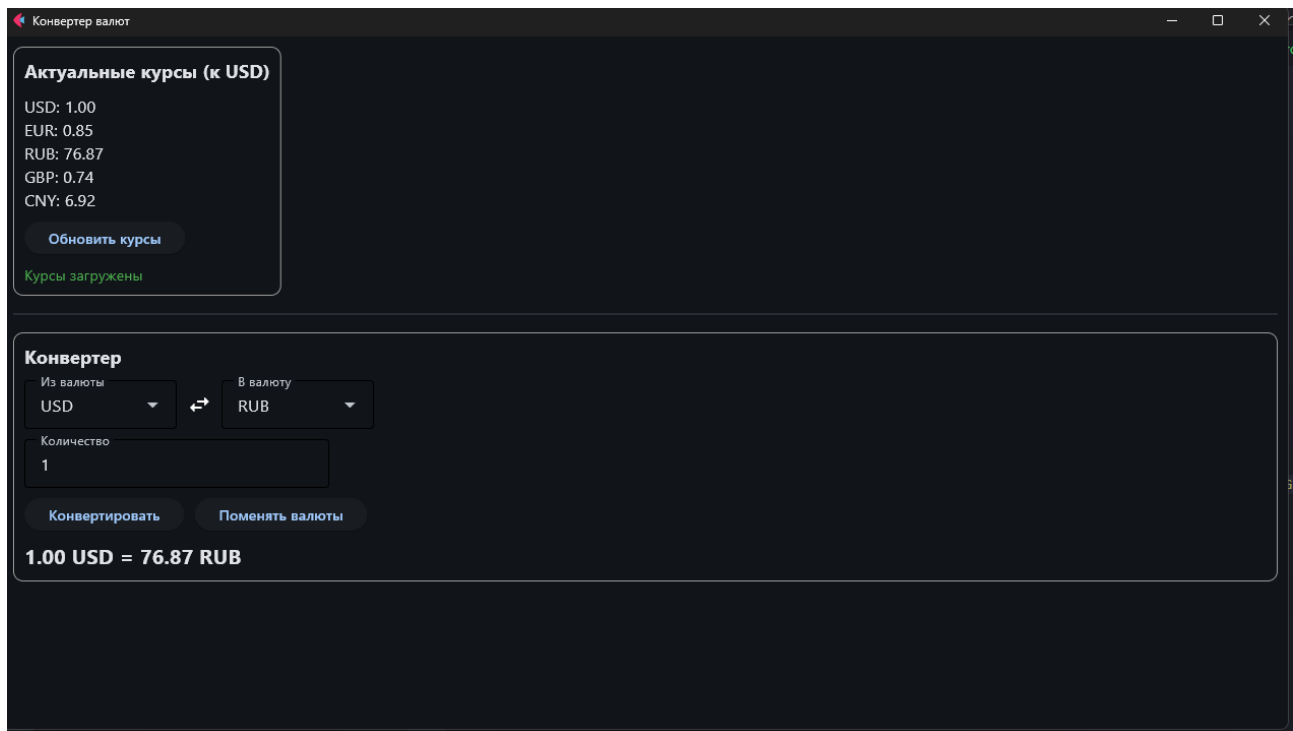 Конвертер валют
Актуальные курсы (к USD)
USD: 1.00
EUR: 0.85
RUB: 76.87
GBP: 0.74
CNY: 6.92
Обновить курсы
Курсы загружены
Конвертер
Из валюты В валюту
USD RUB
Количество
1
Конвертировать Поменять валюты
1.00 USD = 76.87 RUB